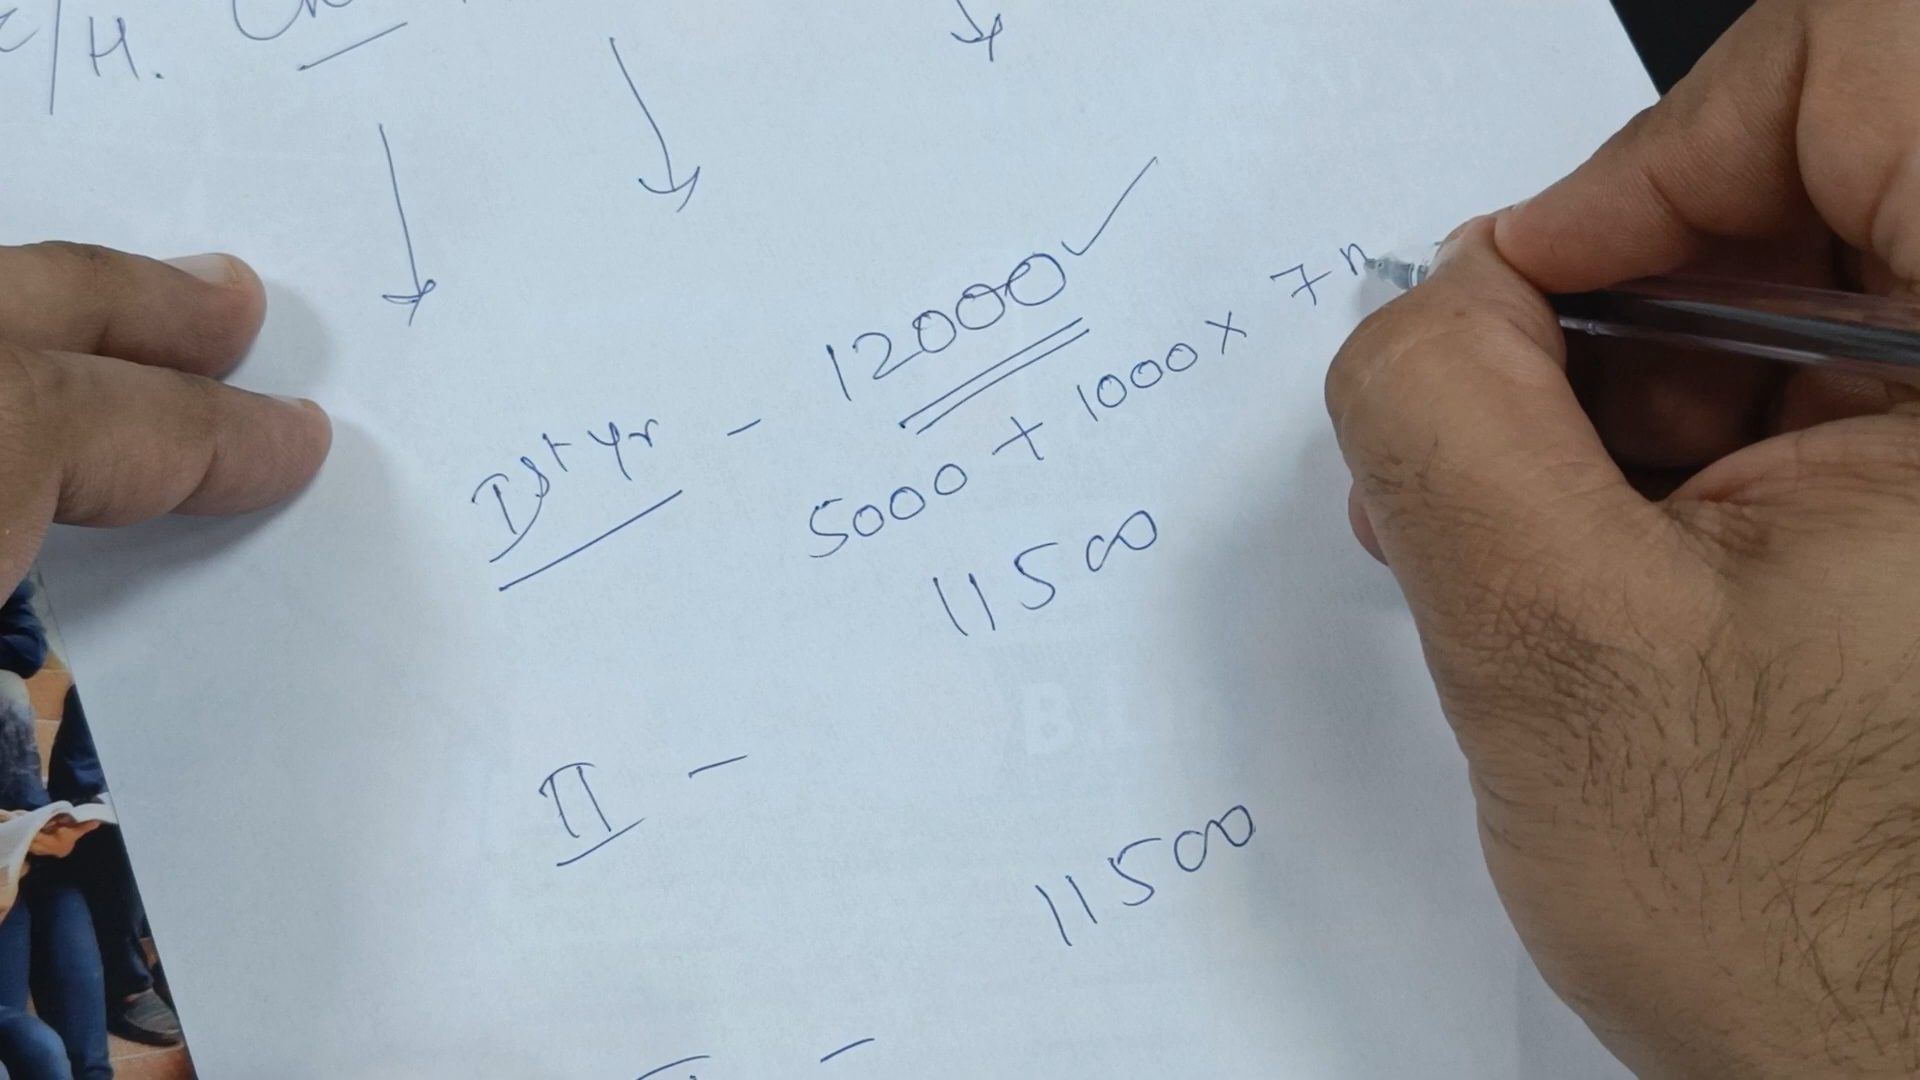 /H.
Ist yr - 12000 ✓
5000 + 1000 x 7
11500
II -
11500
B.L